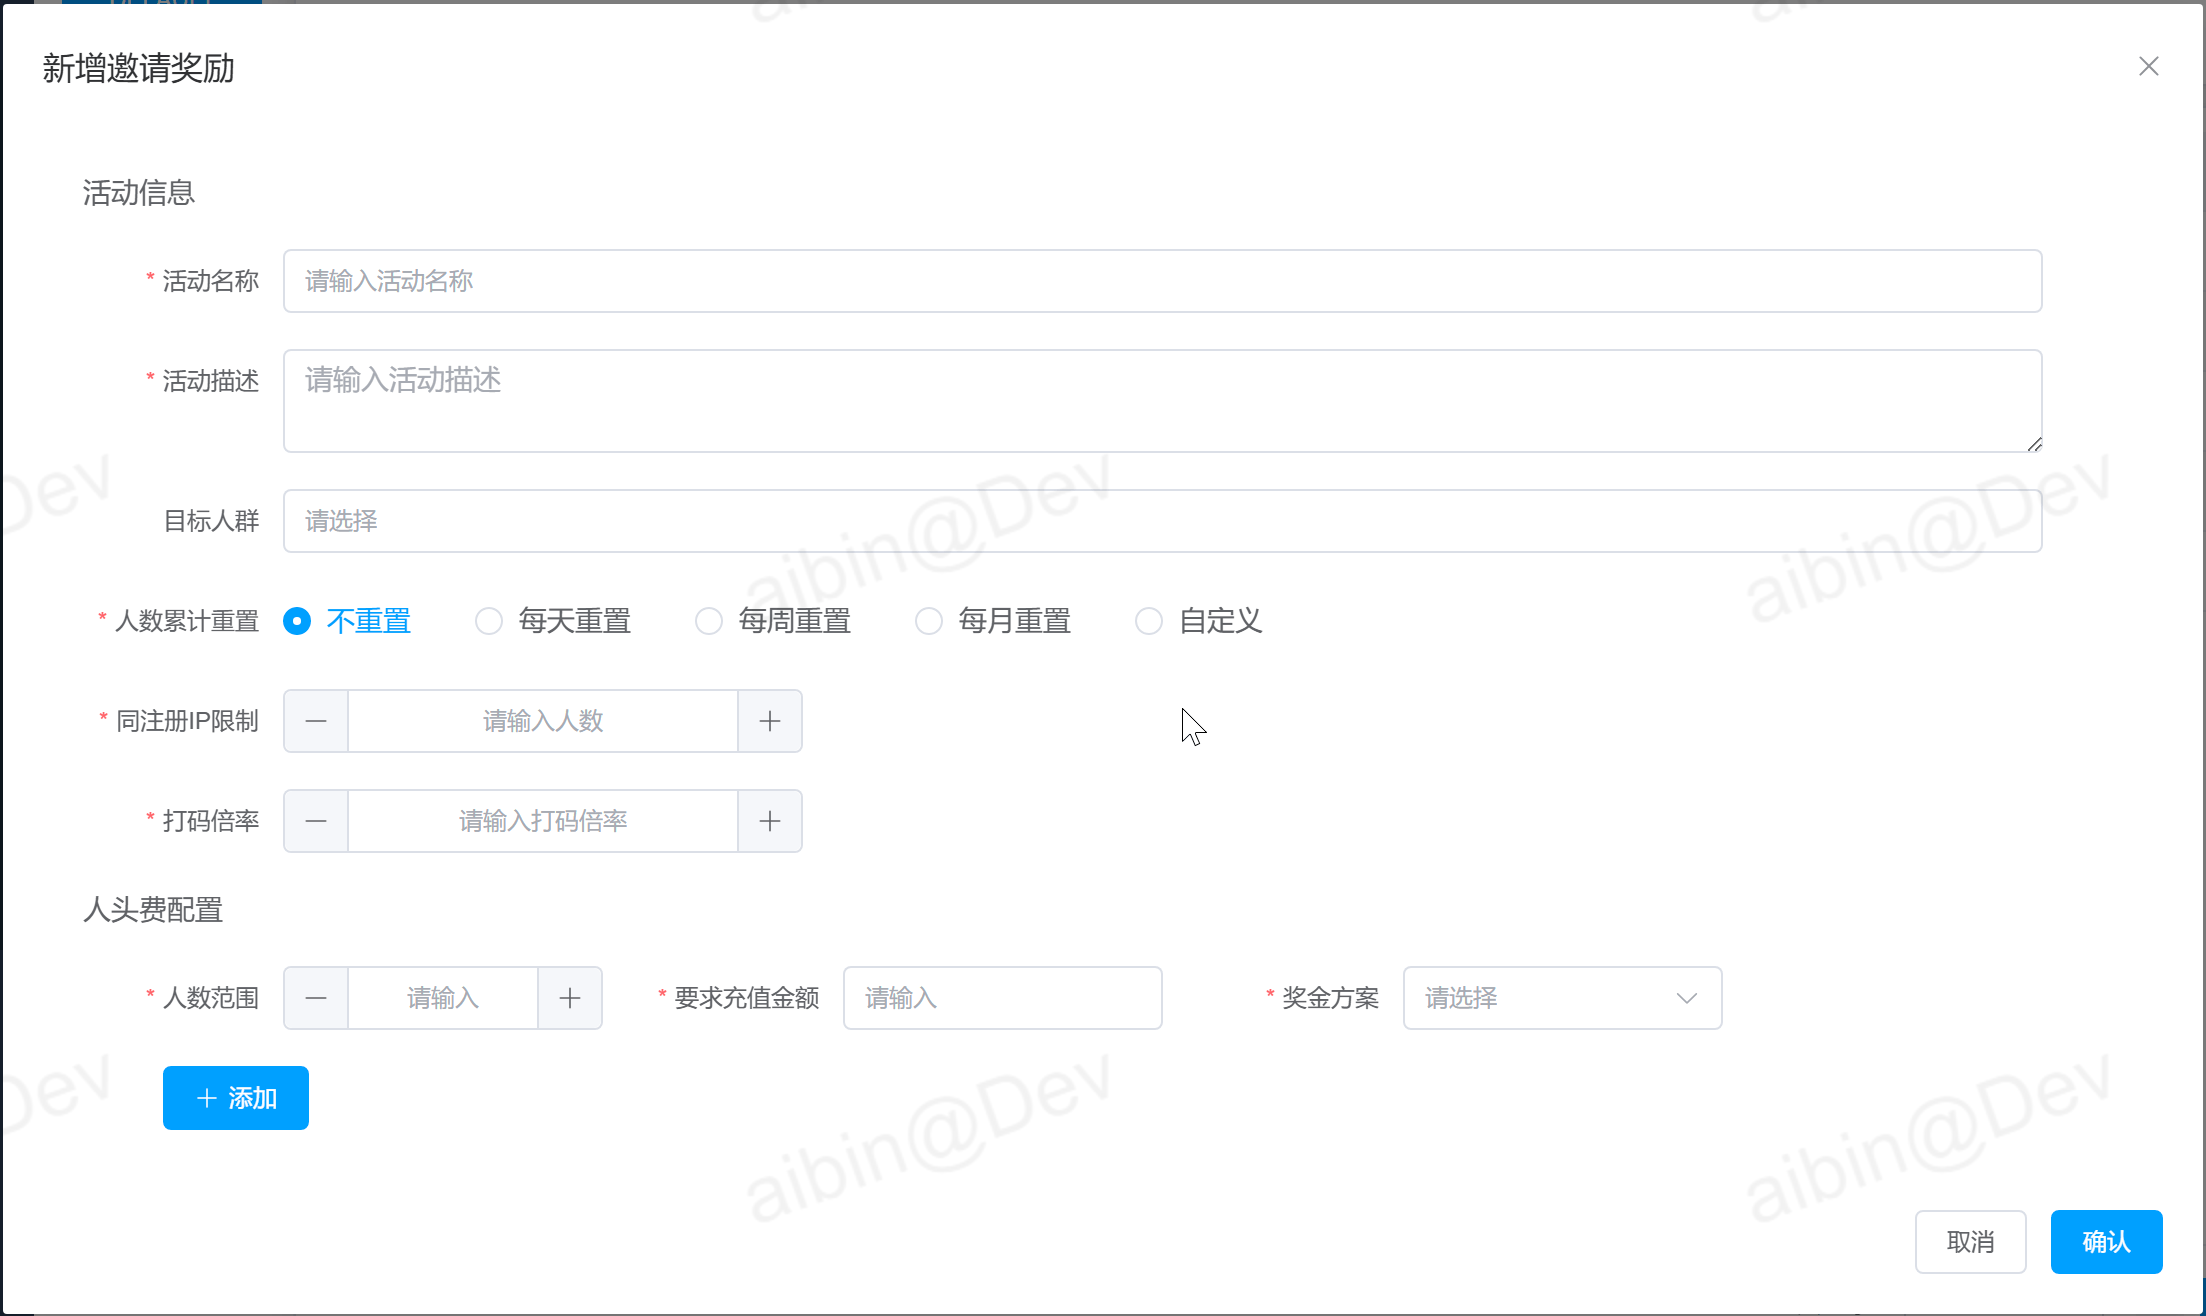 新增邀请奖励
活动信息
* 活动名称 请输入活动名称
* 活动描述 请输入活动描述
目标人群 请选择
* 人数累计重置 不重置 每天重置 每周重置 每月重置 自定义
* 同注册IP限制 请输入人数
* 打码倍率 请输入打码倍率
人头费配置
* 人数范围 请输入 * 要求充值金额 请输入 * 奖金方案 请选择
添加
取消 确认
Dev aibin@Dev aibin@Dev
Dev aibin@Dev aibin@Dev